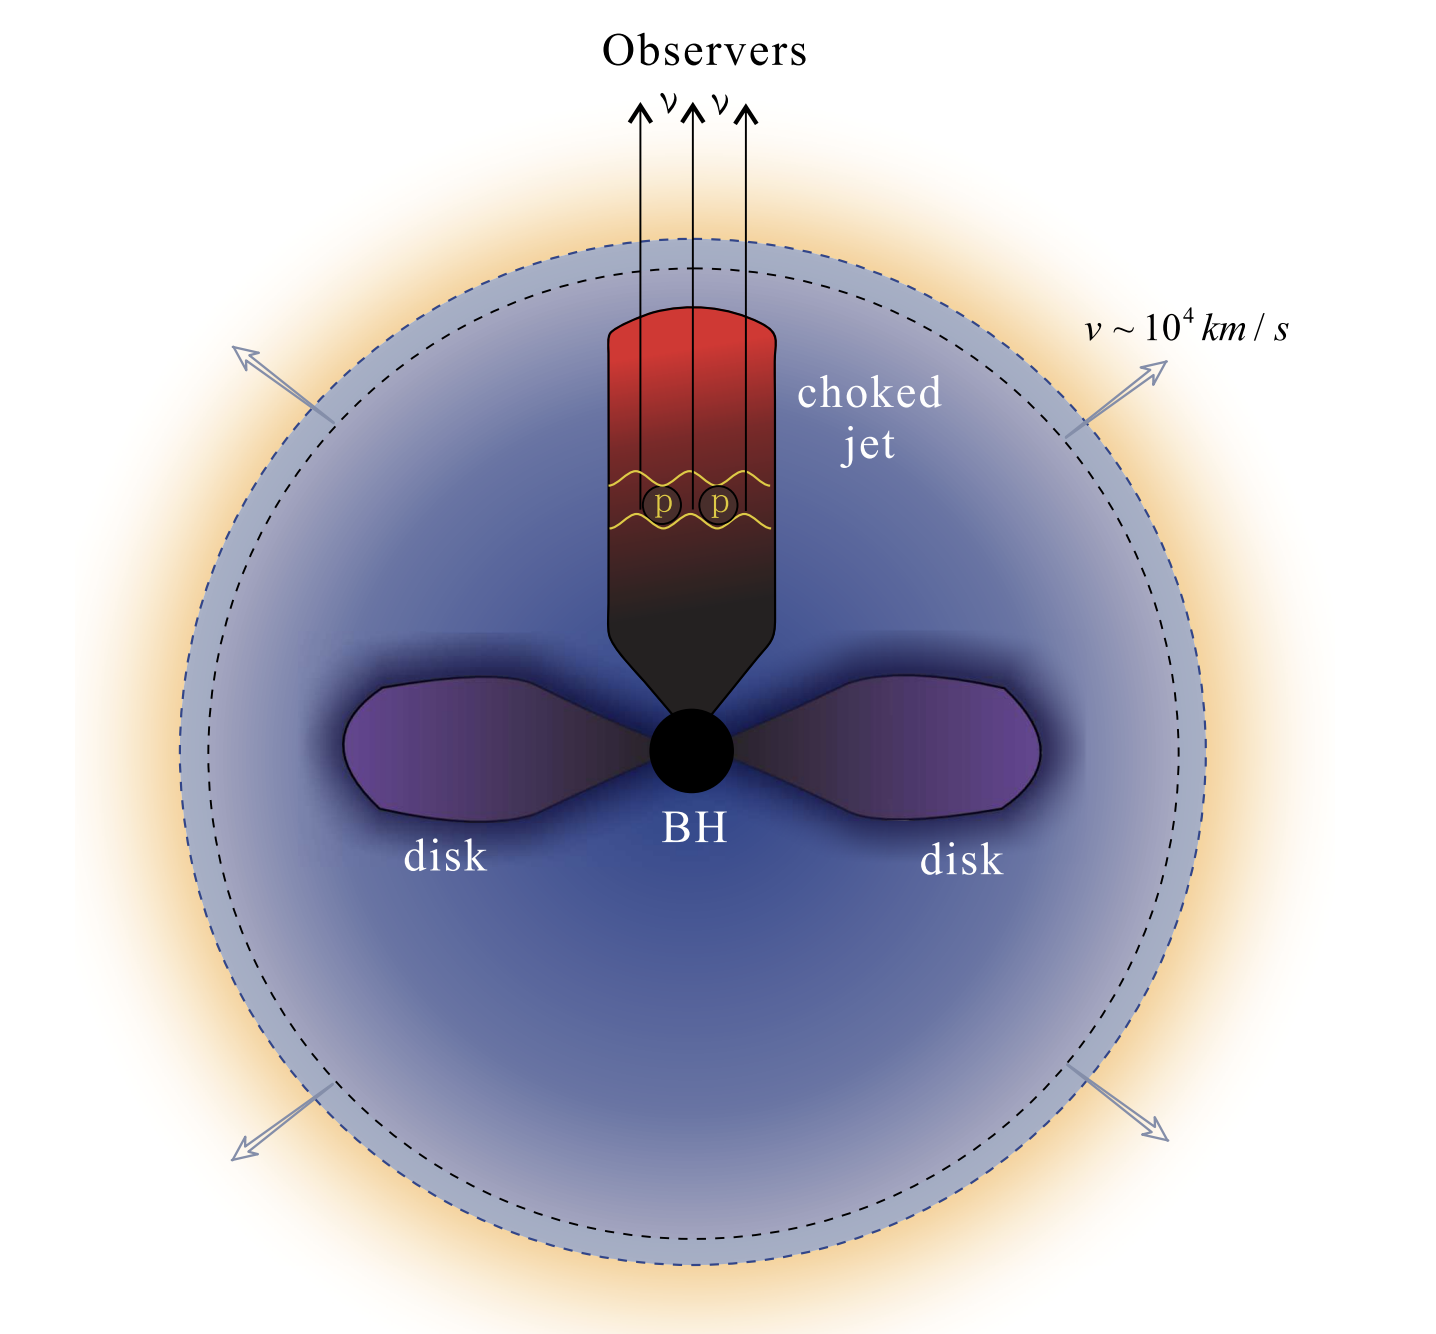 Observers
ν ν
v ~ 10⁴ km / s
choked
jet
p p
BH
disk
disk